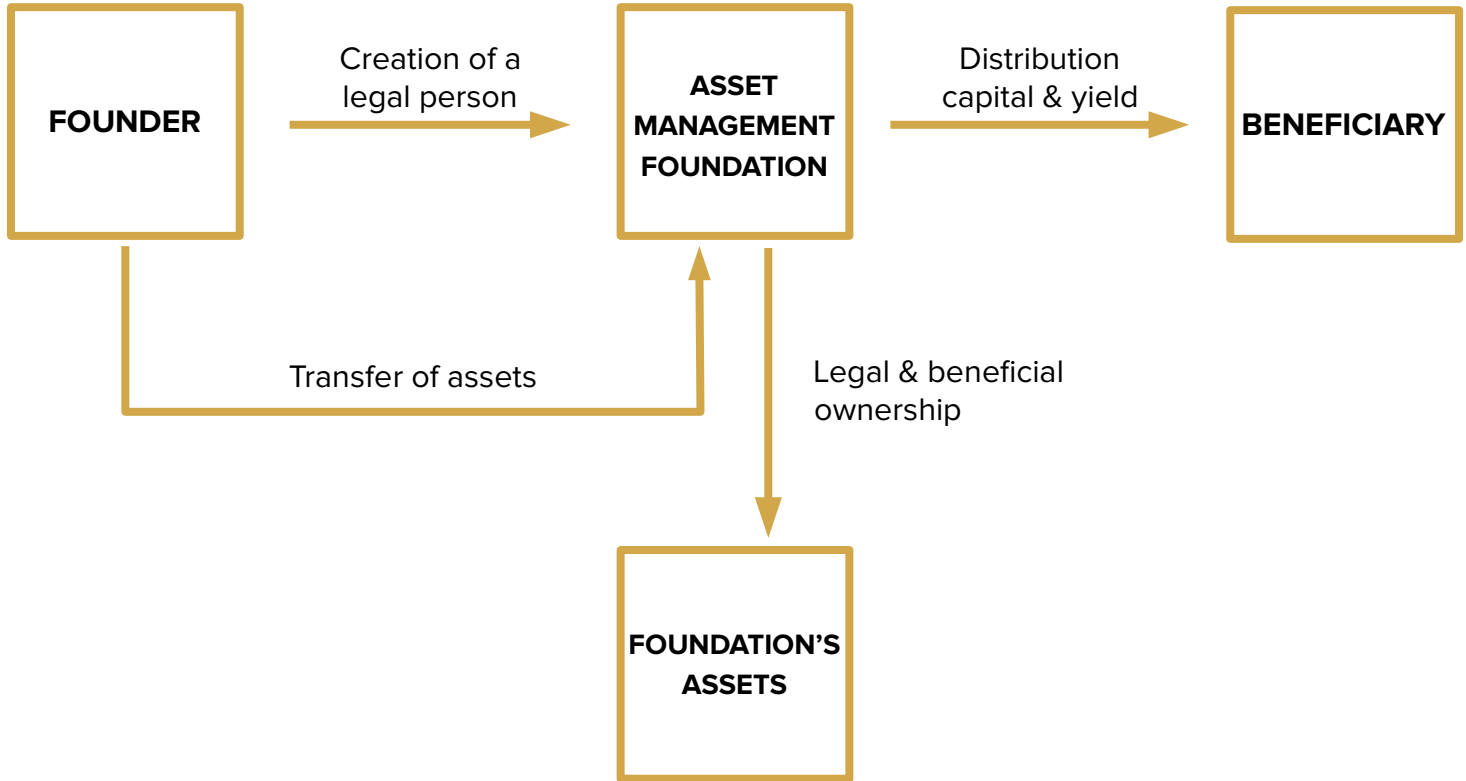 FOUNDER
Creation of a
legal person
ASSET
MANAGEMENT
FOUNDATION
Distribution
capital & yield
BENEFICIARY
Transfer of assets
Legal & beneficial
ownership
FOUNDATION’S
ASSETS